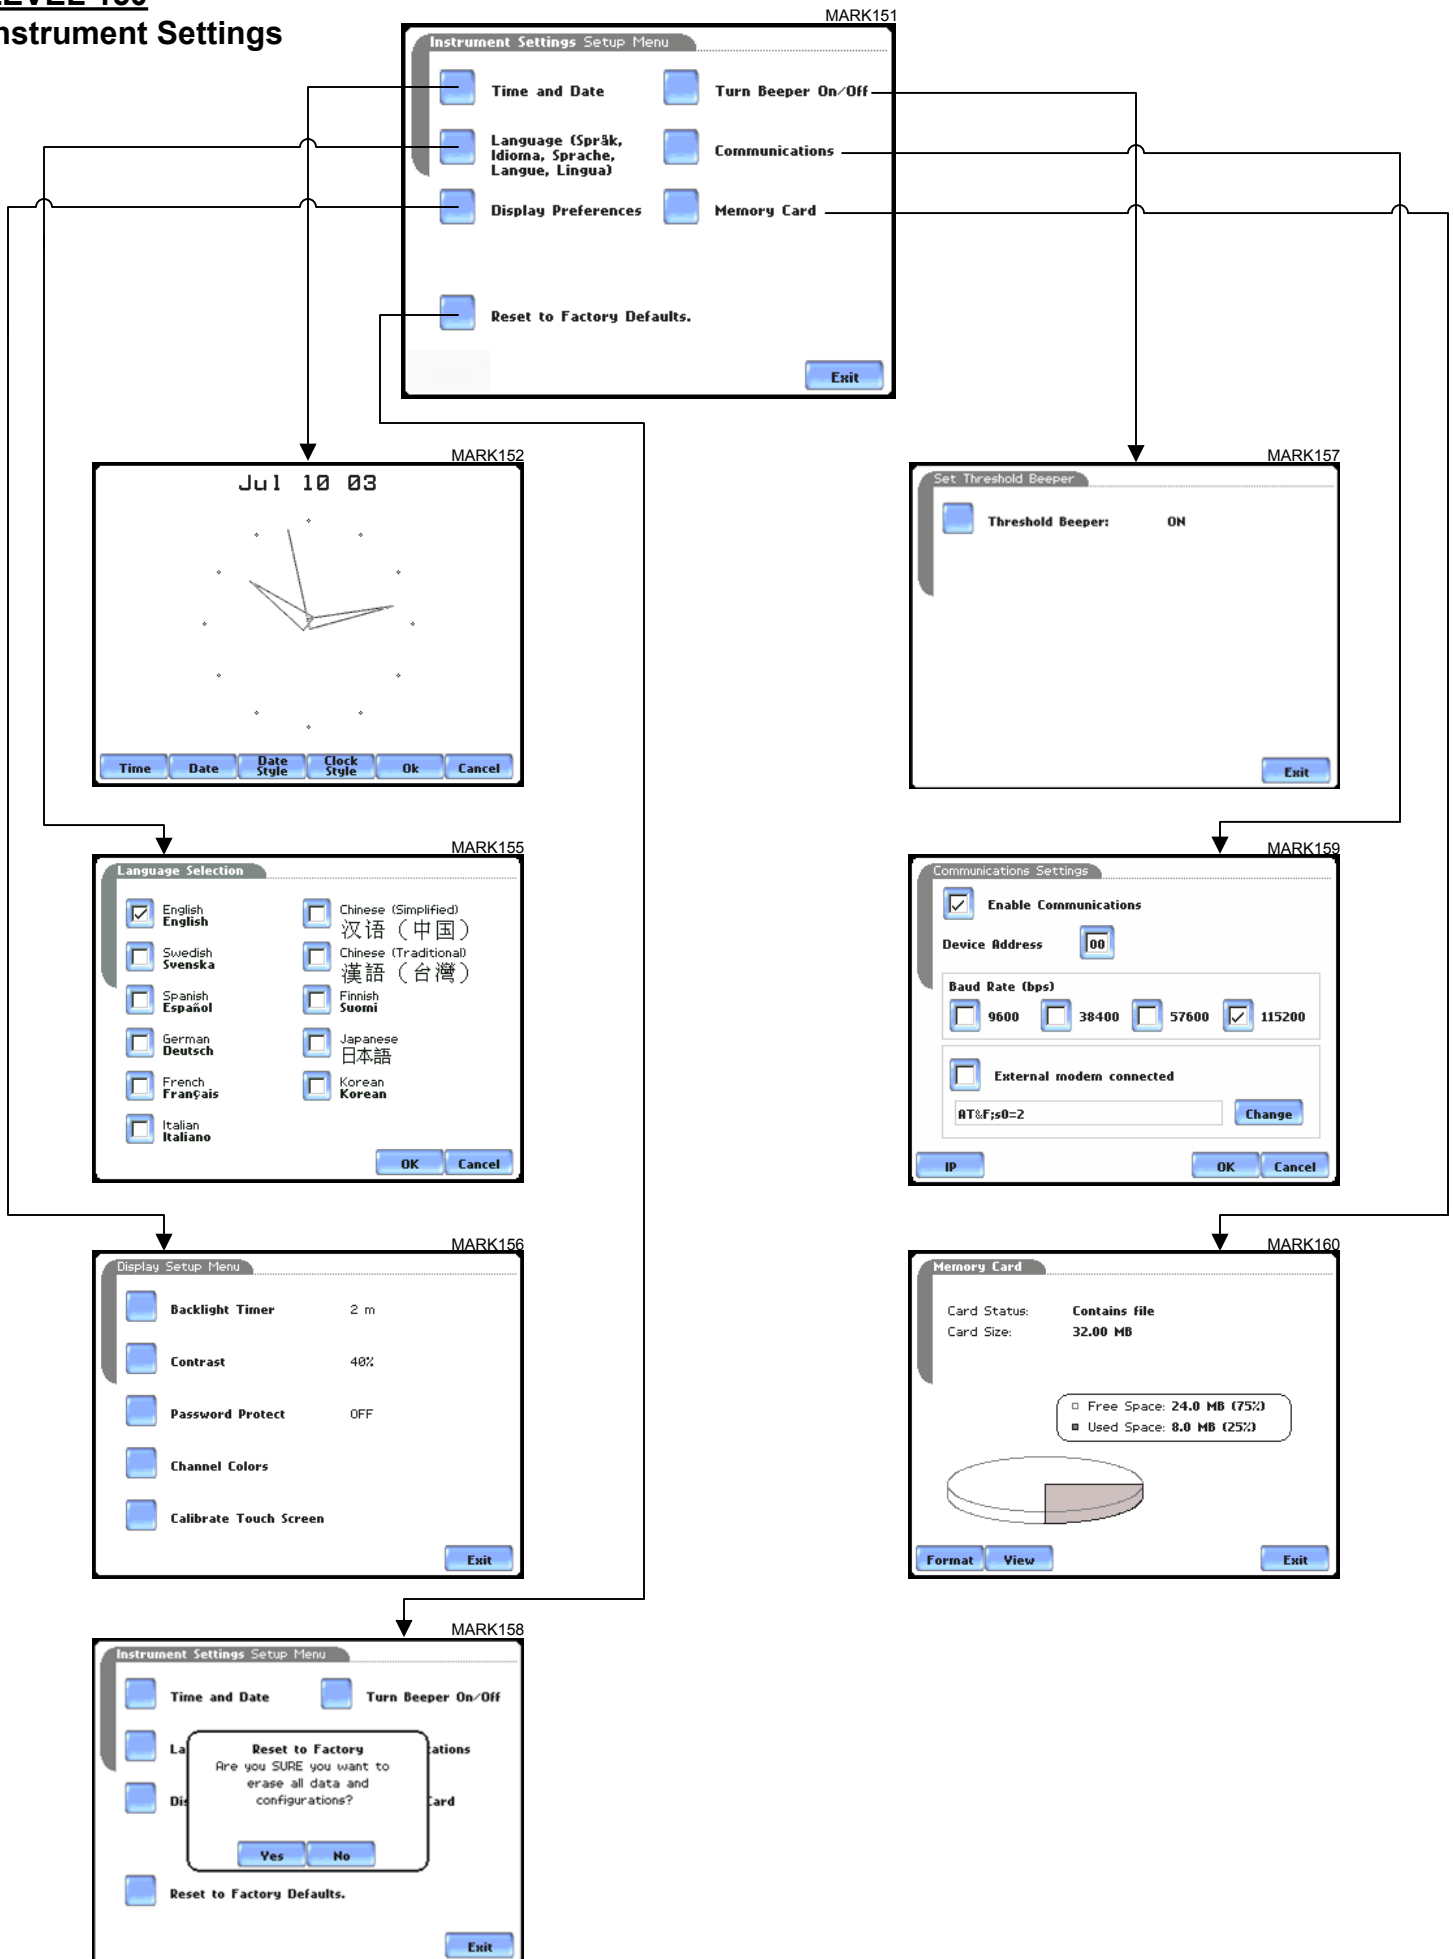 LEVEL 150
Instrument Settings
MARK151
Instrument Settings Setup Menu
Time and Date
Turn Beeper On/Off
Language (Språk,
Idioma, Sprache,
Langue, Lingua)
Communications
Display Preferences
Memory Card
Reset to Factory Defaults.
Exit
MARK152
Jul 10 03
Time
Date
Date
Style
Clock
Style
Ok
Cancel
MARK157
Set Threshold Beeper
Threshold Beeper: ON
Exit
MARK155
Language Selection
English
English
Swedish
Svenska
Spanish
Español
German
Deutsch
French
Français
Italian
Italiano
Chinese (Simplified)
汉语（中国）
Chinese (Traditional)
漢語（台灣）
Finnish
Suomi
Japanese
日本語
Korean
Korean
OK
Cancel
MARK159
Communications Settings
Enable Communications
Device Address 00
Baud Rate (bps)
9600 38400 57600 115200
External modem connected
AT&F;s0=2
Change
IP
OK
Cancel
MARK156
Display Setup Menu
Backlight Timer 2 m
Contrast 40%
Password Protect OFF
Channel Colors
Calibrate Touch Screen
Exit
MARK160
Memory Card
Card Status: Contains file
Card Size: 32.00 MB
Free Space: 24.0 MB (75%)
Used Space: 8.0 MB (25%)
Format
View
Exit
MARK158
Instrument Settings Setup Menu
Time and Date
Turn Beeper On/Off
La
cations
Dis
Card
Reset to Factory
Are you SURE you want to
erase all data and
configurations?
Yes
No
Reset to Factory Defaults.
Exit